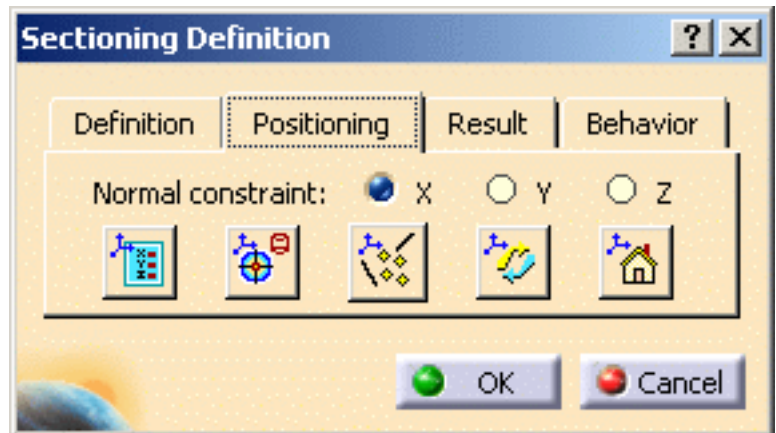 Sectioning Definition
Definition Positioning Result Behavior
Normal constraint: X Y Z
OK Cancel